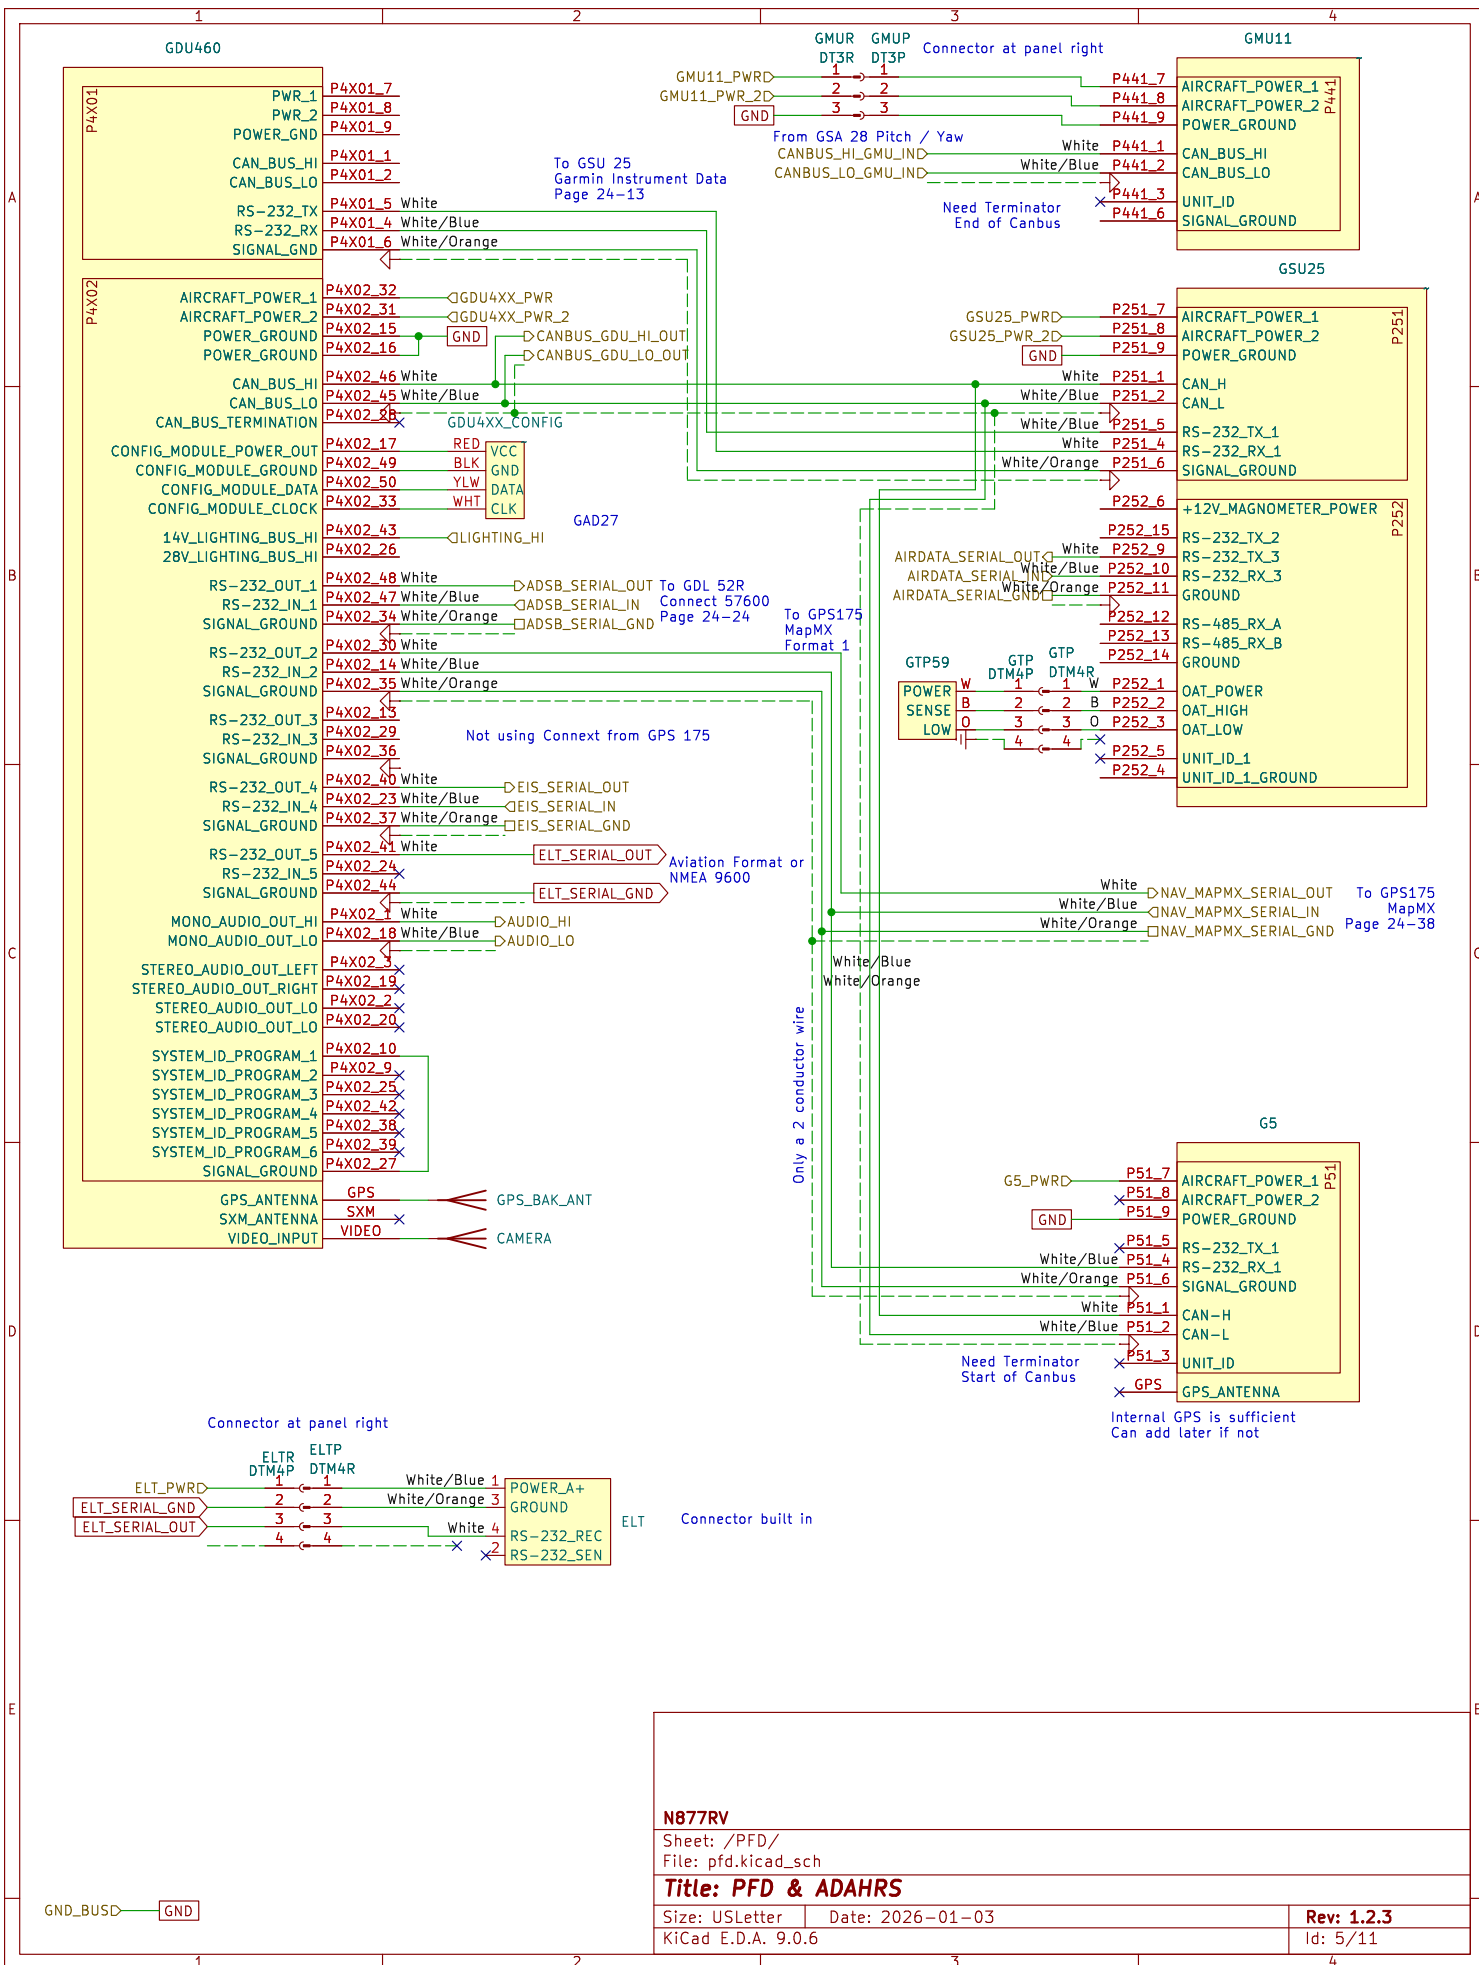 1 2 3 4
A
B
C
D
E
GDU460
P4X01
PWR_1 P4X01_7
PWR_2 P4X01_8
POWER_GND P4X01_9
CAN_BUS_HI P4X01_1
CAN_BUS_LO P4X01_2
RS-232_TX P4X01_5 White
RS-232_RX P4X01_4 White/Blue
SIGNAL_GND P4X01_6 White/Orange
To GSU 25
Garmin Instrument Data
Page 24-13
P4X02
AIRCRAFT_POWER_1 P4X02_32 GDU4XX_PWR
AIRCRAFT_POWER_2 P4X02_31 GDU4XX_PWR_2
POWER_GROUND P4X02_15 GND CANBUS_GDU_HI_OUT
POWER_GROUND P4X02_16 CANBUS_GDU_LO_OUT
CAN_BUS_HI P4X02_46 White
CAN_BUS_LO P4X02_45 White/Blue
CAN_BUS_TERMINATION P4X02_28
GDU4XX_CONFIG
CONFIG_MODULE_POWER_OUT P4X02_17 RED VCC
CONFIG_MODULE_GROUND P4X02_49 BLK GND
CONFIG_MODULE_DATA P4X02_50 YLW DATA
CONFIG_MODULE_CLOCK P4X02_33 WHT CLK
GAD27
14V_LIGHTING_BUS_HI P4X02_43 LIGHTING_HI
28V_LIGHTING_BUS_HI P4X02_26
RS-232_OUT_1 P4X02_48 White ADSB_SERIAL_OUT
RS-232_IN_1 P4X02_47 White/Blue ADSB_SERIAL_IN
SIGNAL_GROUND P4X02_34 White/Orange ADSB_SERIAL_GND
To GDL 52R
Connect 57600
Page 24-24
To GPS175
MapMX
Format 1
RS-232_OUT_2 P4X02_30 White
RS-232_IN_2 P4X02_14 White/Blue
SIGNAL_GROUND P4X02_35 White/Orange
RS-232_OUT_3 P4X02_13
RS-232_IN_3 P4X02_29
SIGNAL_GROUND P4X02_36
Not using Connext from GPS 175
RS-232_OUT_4 P4X02_40 White EIS_SERIAL_OUT
RS-232_IN_4 P4X02_23 White/Blue EIS_SERIAL_IN
SIGNAL_GROUND P4X02_37 White/Orange EIS_SERIAL_GND
RS-232_OUT_5 P4X02_41 White ELT_SERIAL_OUT
RS-232_IN_5 P4X02_24
SIGNAL_GROUND P4X02_44 ELT_SERIAL_GND
Aviation Format or
NMEA 9600
MONO_AUDIO_OUT_HI P4X02_1 White AUDIO_HI
MONO_AUDIO_OUT_LO P4X02_18 White/Blue AUDIO_LO
STEREO_AUDIO_OUT_LEFT P4X02_3
STEREO_AUDIO_OUT_RIGHT P4X02_19
STEREO_AUDIO_OUT_LO P4X02_2
STEREO_AUDIO_OUT_LO P4X02_20
SYSTEM_ID_PROGRAM_1 P4X02_10
SYSTEM_ID_PROGRAM_2 P4X02_9
SYSTEM_ID_PROGRAM_3 P4X02_25
SYSTEM_ID_PROGRAM_4 P4X02_42
SYSTEM_ID_PROGRAM_5 P4X02_38
SYSTEM_ID_PROGRAM_6 P4X02_39
SIGNAL_GROUND P4X02_27
GPS_ANTENNA GPS GPS_BAK_ANT
SXM_ANTENNA SXM
VIDEO_INPUT VIDEO CAMERA
GMUR GMUP
DT3R DT3P
Connector at panel right
GMU11
P441
GMU11_PWR 1 1 P441_7 AIRCRAFT_POWER_1
GMU11_PWR_2 2 2 P441_8 AIRCRAFT_POWER_2
GND 3 3 P441_9 POWER_GROUND
From GSA 28 Pitch / Yaw
CANBUS_HI_GMU_IN White P441_1 CAN_BUS_HI
CANBUS_LO_GMU_IN White/Blue P441_2 CAN_BUS_LO
P441_3 UNIT_ID
P441_6 SIGNAL_GROUND
Need Terminator
End of Canbus
GSU25
P251
GSU25_PWR P251_7 AIRCRAFT_POWER_1
GSU25_PWR_2 P251_8 AIRCRAFT_POWER_2
GND P251_9 POWER_GROUND
White P251_1 CAN_H
White/Blue P251_2 CAN_L
White/Blue P251_5 RS-232_TX_1
White P251_4 RS-232_RX_1
White/Orange P251_6 SIGNAL_GROUND
P252
P252_6 +12V_MAGNOMETER_POWER
P252_15 RS-232_TX_2
AIRDATA_SERIAL_OUT White P252_9 RS-232_TX_3
AIRDATA_SERIAL_IN White/Blue P252_10 RS-232_RX_3
AIRDATA_SERIAL_GND White/Orange P252_11 GROUND
P252_12 RS-485_RX_A
P252_13 RS-485_RX_B
P252_14 GROUND
GTP59
GTP GTP
DTM4P DTM4R
POWER W 1 1 W P252_1 OAT_POWER
SENSE B 2 2 B P252_2 OAT_HIGH
LOW O 3 3 O P252_3 OAT_LOW
4 4
P252_5 UNIT_ID_1
P252_4 UNIT_ID_1_GROUND
White NAV_MAPMX_SERIAL_OUT
White/Blue NAV_MAPMX_SERIAL_IN
White/Orange NAV_MAPMX_SERIAL_GND
To GPS175
MapMX
Page 24-38
White/Blue
White/Orange
Only a 2 conductor wire
G5
P51
G5_PWR P51_7 AIRCRAFT_POWER_1
P51_8 AIRCRAFT_POWER_2
GND P51_9 POWER_GROUND
P51_5 RS-232_TX_1
White/Blue P51_4 RS-232_RX_1
White/Orange P51_6 SIGNAL_GROUND
White P51_1 CAN-H
White/Blue P51_2 CAN-L
P51_3 UNIT_ID
GPS GPS_ANTENNA
Need Terminator
Start of Canbus
Internal GPS is sufficient
Can add later if not
Connector at panel right
ELTR ELTP
DTM4P DTM4R
ELT_PWR 1 1 White/Blue 1 POWER_A+
ELT_SERIAL_GND 2 2 White/Orange 3 GROUND
ELT_SERIAL_OUT 3 3 White 4 RS-232_REC
4 4 2 RS-232_SEN
ELT
Connector built in
GND_BUS GND
N877RV
Sheet: /PFD/
File: pfd.kicad_sch
Title: PFD & ADAHRS
Size: USLetter Date: 2026-01-03 Rev: 1.2.3
KiCad E.D.A. 9.0.6 Id: 5/11
1 2 3 4